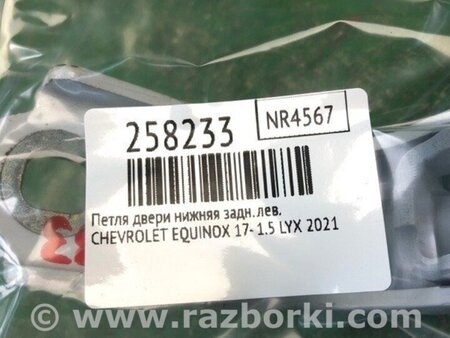 258233
NR4567
Петля двери нижняя задн.лев.
CHEVROLET EQUINOX 17- 1.5 LYX 2021
www.razborki.com